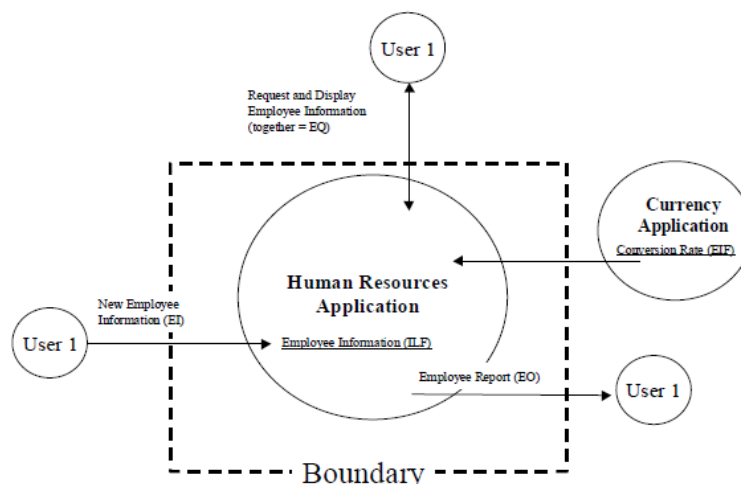 User 1
Request and Display
Employee Information
(together = EQ)
Currency
Application
Conversion Rate (EIF)
Human Resources
Application
New Employee
Information (EI)
User 1
Employee Information (ILF)
Employee Report (EO)
User 1
Boundary